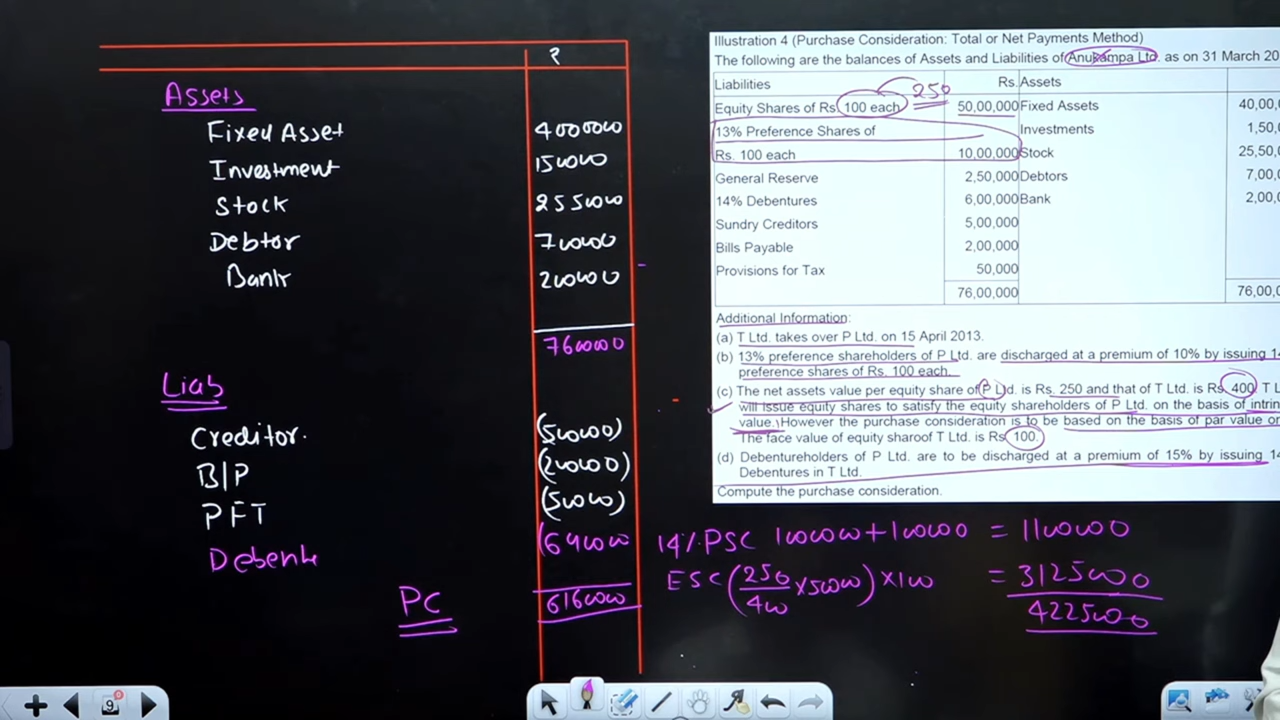 ₹
Assets
Fixed Asset 4000000
Investment 150000
Stock 2550000
Debtor 700000
Bank 200000
7600000
Liab
Creditor. (500000)
B/P (200000)
PFT (50000)
Debent (690000
PC 6160000
Illustration 4 (Purchase Consideration: Total or Net Payments Method)
The following are the balances of Assets and Liabilities of Anukampa Ltd. as on 31 March 20
Liabilities Rs. Assets
250
Equity Shares of Rs 100 each 50,00,000 Fixed Assets 40,00,
13% Preference Shares of Investments 1,50,
Rs. 100 each 10,00,000 Stock 25,50,
General Reserve 2,50,000 Debtors 7,00,
14% Debentures 6,00,000 Bank 2,00,
Sundry Creditors 5,00,000
Bills Payable 2,00,000
Provisions for Tax 50,000
76,00,000 76,00,
Additional Information:
(a) T Ltd. takes over P Ltd. on 15 April 2013.
(b) 13% preference shareholders of P Ltd. are discharged at a premium of 10% by issuing 14
preference shares of Rs. 100 each.
(c) The net assets value per equity share of P Ltd. is Rs. 250 and that of T Ltd. is Rs. 400. T L
will issue equity shares to satisfy the equity shareholders of P Ltd. on the basis of intrin
value. However the purchase consideration is to be based on the basis of par value on
The face value of equity sharoof T Ltd. is Rs 100.
(d) Debentureholders of P Ltd. are to be discharged at a premium of 15% by issuing 14
Debentures in T Ltd.
Compute the purchase consideration.
14% PSC 1000000+100000 = 1100000
ESC (250/400 ×50000) ×100 = 3125000
4225000
9